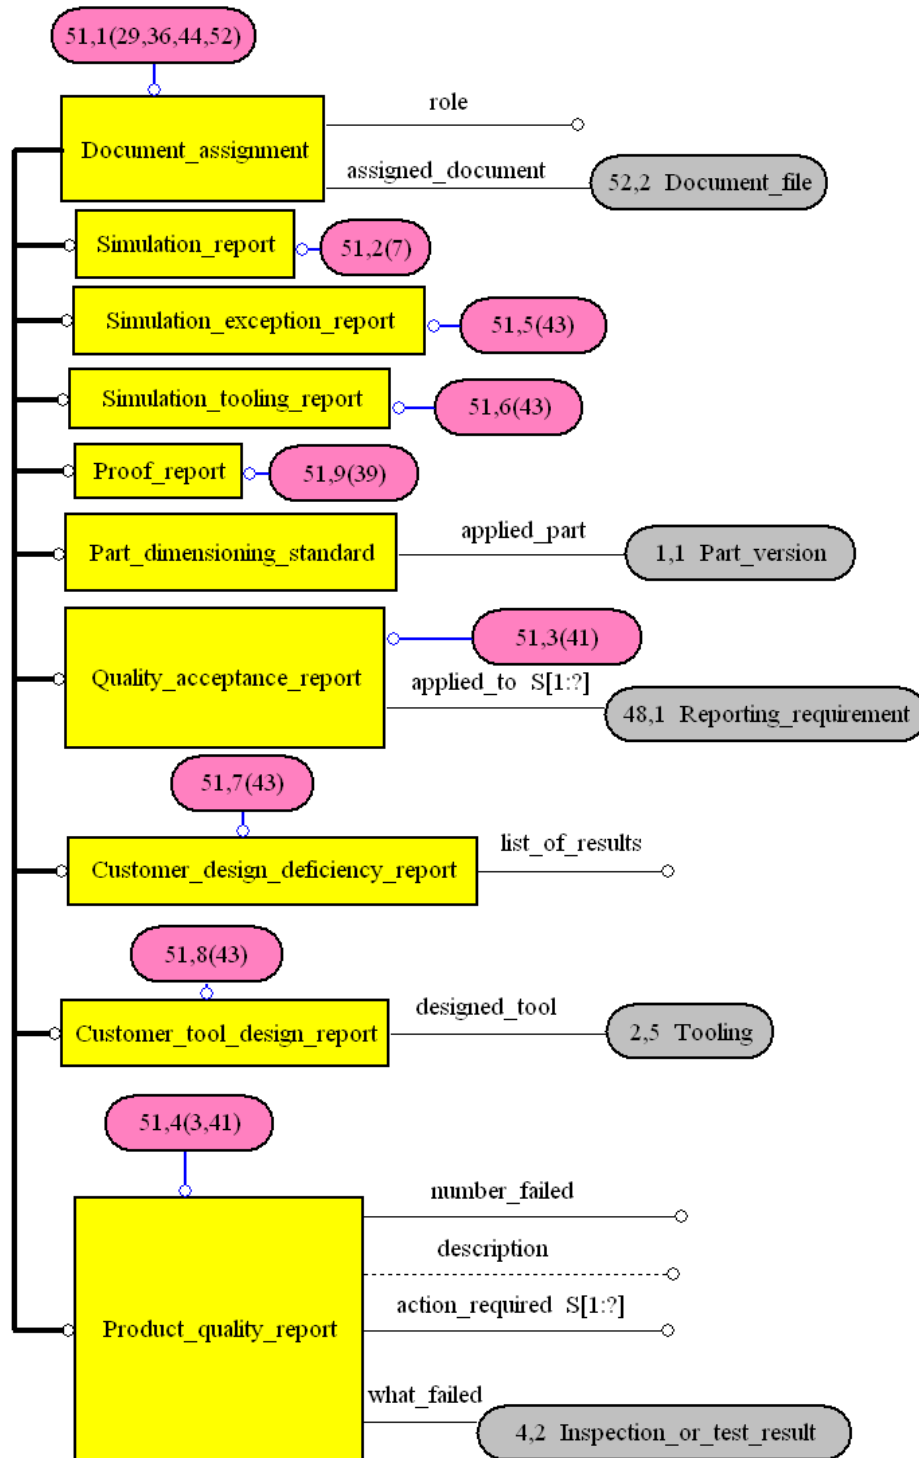 51,1(29,36,44,52)
role
Document_assignment
assigned_document
52,2 Document_file
Simulation_report
51,2(7)
Simulation_exception_report
51,5(43)
Simulation_tooling_report
51,6(43)
Proof_report
51,9(39)
applied_part
Part_dimensioning_standard
1,1 Part_version
51,3(41)
Quality_acceptance_report
applied_to S[1:?]
48,1 Reporting_requirement
51,7(43)
list_of_results
Customer_design_deficiency_report
51,8(43)
designed_tool
Customer_tool_design_report
2,5 Tooling
51,4(3,41)
number_failed
description
action_required S[1:?]
Product_quality_report
what_failed
4,2 Inspection_or_test_result